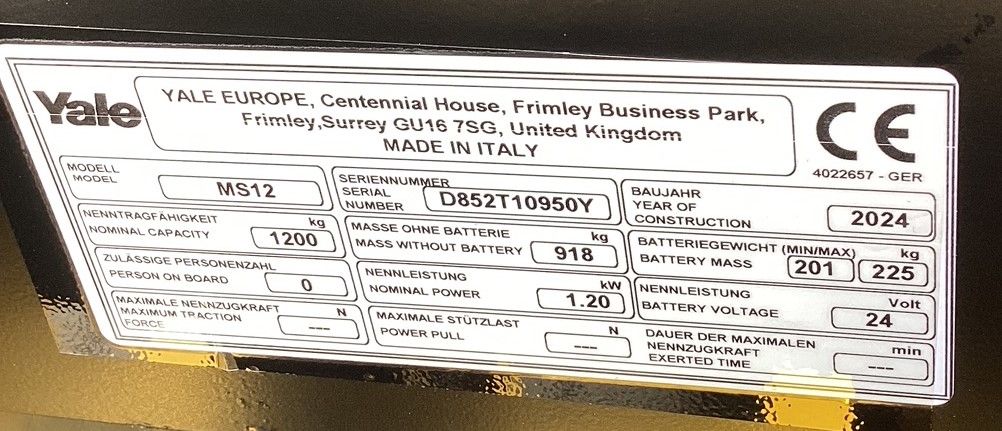 Yale
YALE EUROPE, Centennial House, Frimley Business Park,
Frimley,Surrey GU16 7SG, United Kingdom
MADE IN ITALY
CE
4022657 - GER
MODELL
MODEL
MS12
SERIENNUMMER
SERIAL
NUMBER
D852T10950Y
BAUJAHR
YEAR OF
CONSTRUCTION
2024
NENNTRAGFÄHIGKEIT
NOMINAL CAPACITY
kg
1200
MASSE OHNE BATTERIE
MASS WITHOUT BATTERY
kg
918
BATTERIEGEWICHT (MIN/MAX)
BATTERY MASS
kg
201
225
ZULÄSSIGE PERSONENZAHL
PERSON ON BOARD
0
NENNLEISTUNG
NOMINAL POWER
kW
1.20
NENNLEISTUNG
BATTERY VOLTAGE
Volt
24
MAXIMALE NENNZUGKRAFT
MAXIMUM TRACTION
FORCE
N
---
MAXIMALE STÜTZLAST
POWER PULL
N
---
DAUER DER MAXIMALEN
NENNZUGKRAFT
EXERTED TIME
min
---